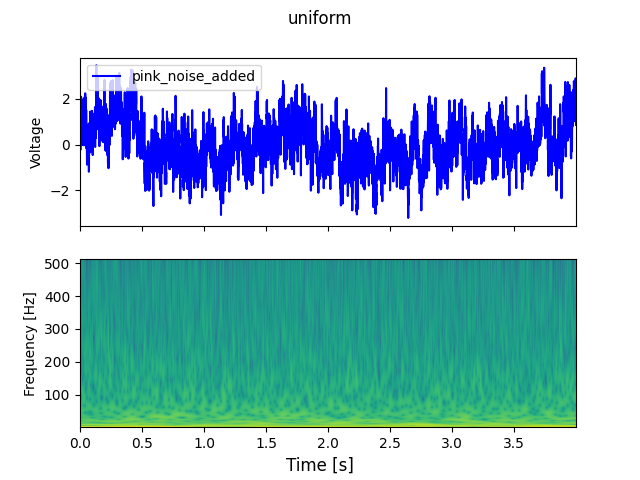 uniform
pink_noise_added
Voltage
2
0
−2
Frequency [Hz]
500
400
300
200
100
0.0 0.5 1.0 1.5 2.0 2.5 3.0 3.5
Time [s]